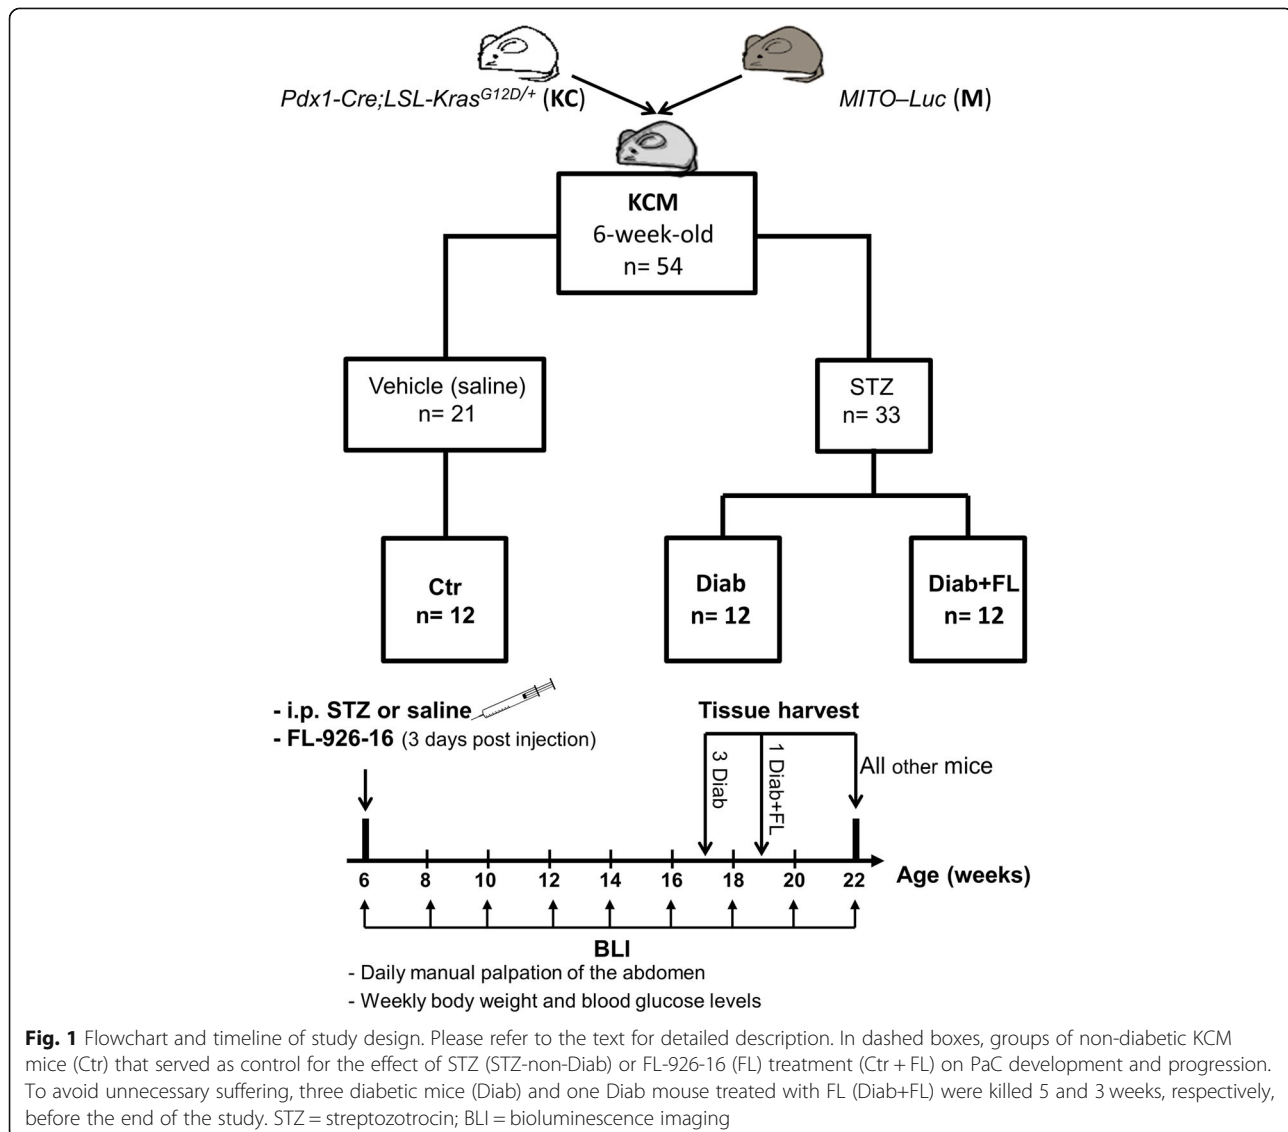 Pdx1-Cre;LSL-Kras^G12D/+ (KC)
MITO–Luc (M)
KCM
6-week-old
n= 54
Vehicle (saline)
n= 21
STZ
n= 33
Ctr
n= 12
Diab
n= 12
Diab+FL
n= 12
- i.p. STZ or saline
- FL-926-16 (3 days post injection)
Tissue harvest
3 Diab
1 Diab+FL
All other mice
6 8 10 12 14 16 18 20 22
Age (weeks)
BLI
- Daily manual palpation of the abdomen
- Weekly body weight and blood glucose levels
Fig. 1 Flowchart and timeline of study design. Please refer to the text for detailed description. In dashed boxes, groups of non-diabetic KCM
mice (Ctr) that served as control for the effect of STZ (STZ-non-Diab) or FL-926-16 (FL) treatment (Ctr + FL) on PaC development and progression.
To avoid unnecessary suffering, three diabetic mice (Diab) and one Diab mouse treated with FL (Diab+FL) were killed 5 and 3 weeks, respectively,
before the end of the study. STZ = streptozotrocin; BLI = bioluminescence imaging